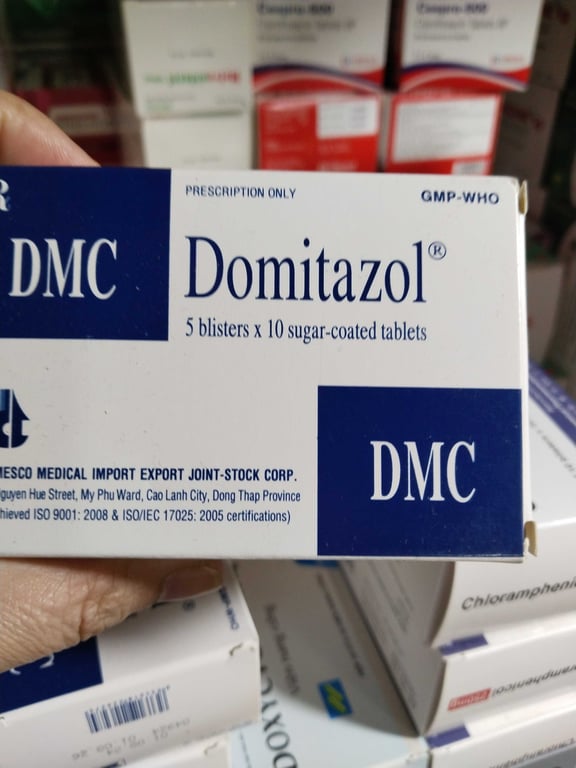 PRESCRIPTION ONLY
GMP-WHO
DMC
Domitazol®
5 blisters x 10 sugar-coated tablets
DMC
MESCO MEDICAL IMPORT EXPORT JOINT-STOCK CORP.
guyen Hue Street, My Phu Ward, Cao Lanh City, Dong Thap Province
hieved ISO 9001: 2008 & ISO/IEC 17025: 2005 certifications)
Chloramphenic
DOXYC